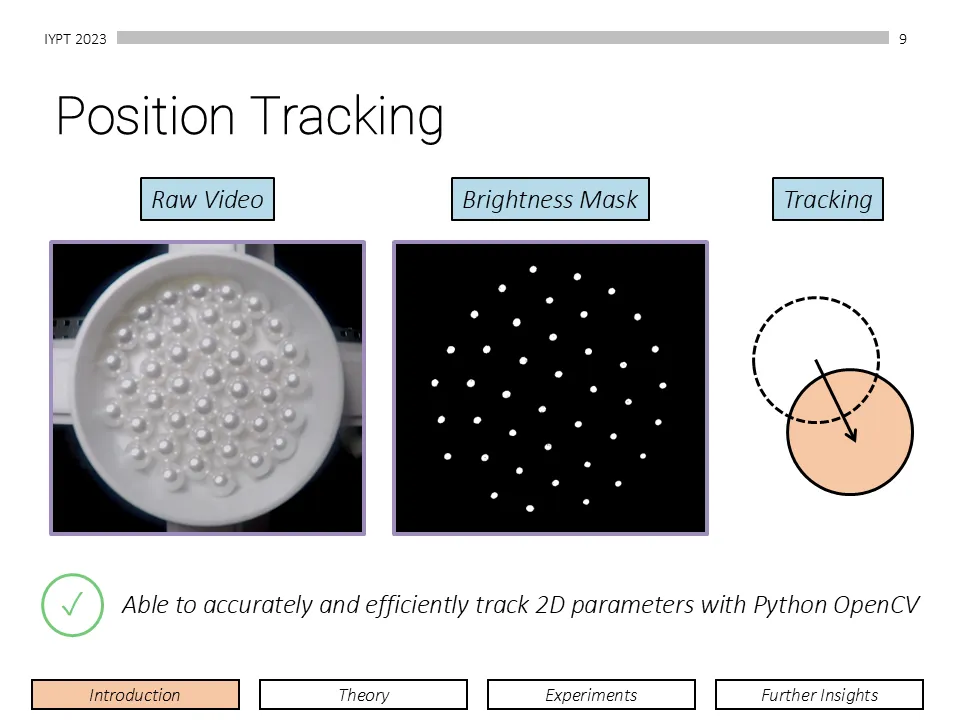 IYPT 2023
9
Position Tracking
Raw Video
Brightness Mask
Tracking
Able to accurately and efficiently track 2D parameters with Python OpenCV
Introduction
Theory
Experiments
Further Insights